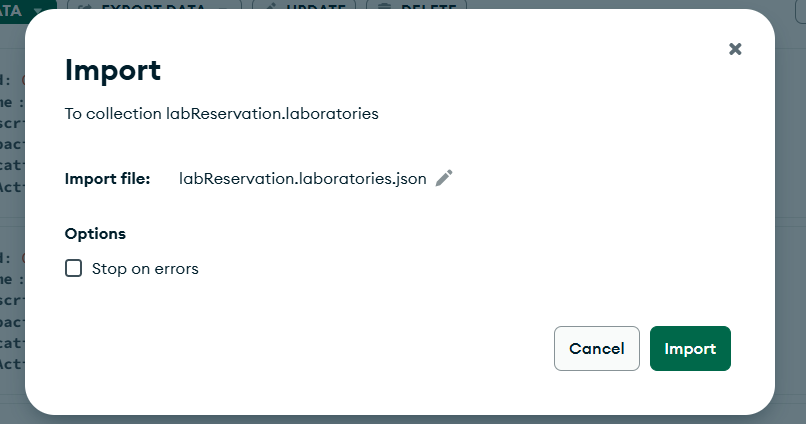 ATA
EXPORT DATA
UPDATE
DELETE
Import
To collection labReservation.laboratories
Import file: labReservation.laboratories.json
Options
Stop on errors
Cancel Import